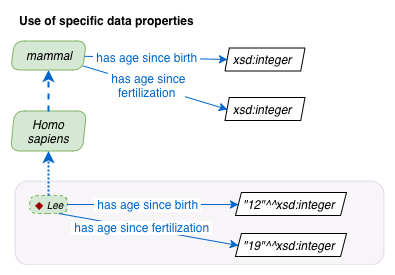 Use of specific data properties
mammal
has age since birth
xsd:integer
has age since
fertilization
xsd:integer
Homo
sapiens
Lee
has age since birth
"12"^^xsd:integer
has age since fertilization
"19"^^xsd:integer